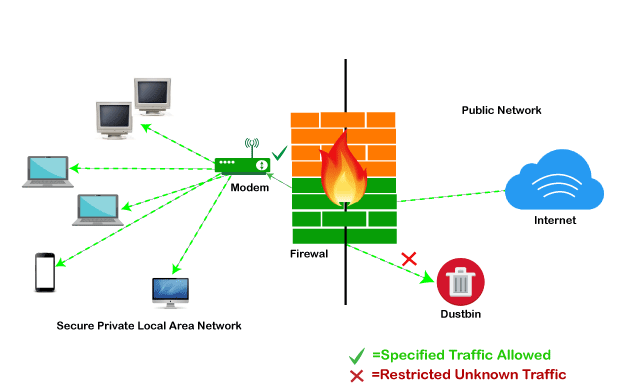 Public Network
Modem
Internet
Firewal
Dustbin
Secure Private Local Area Network
=Specified Traffic Allowed
=Restricted Unknown Traffic